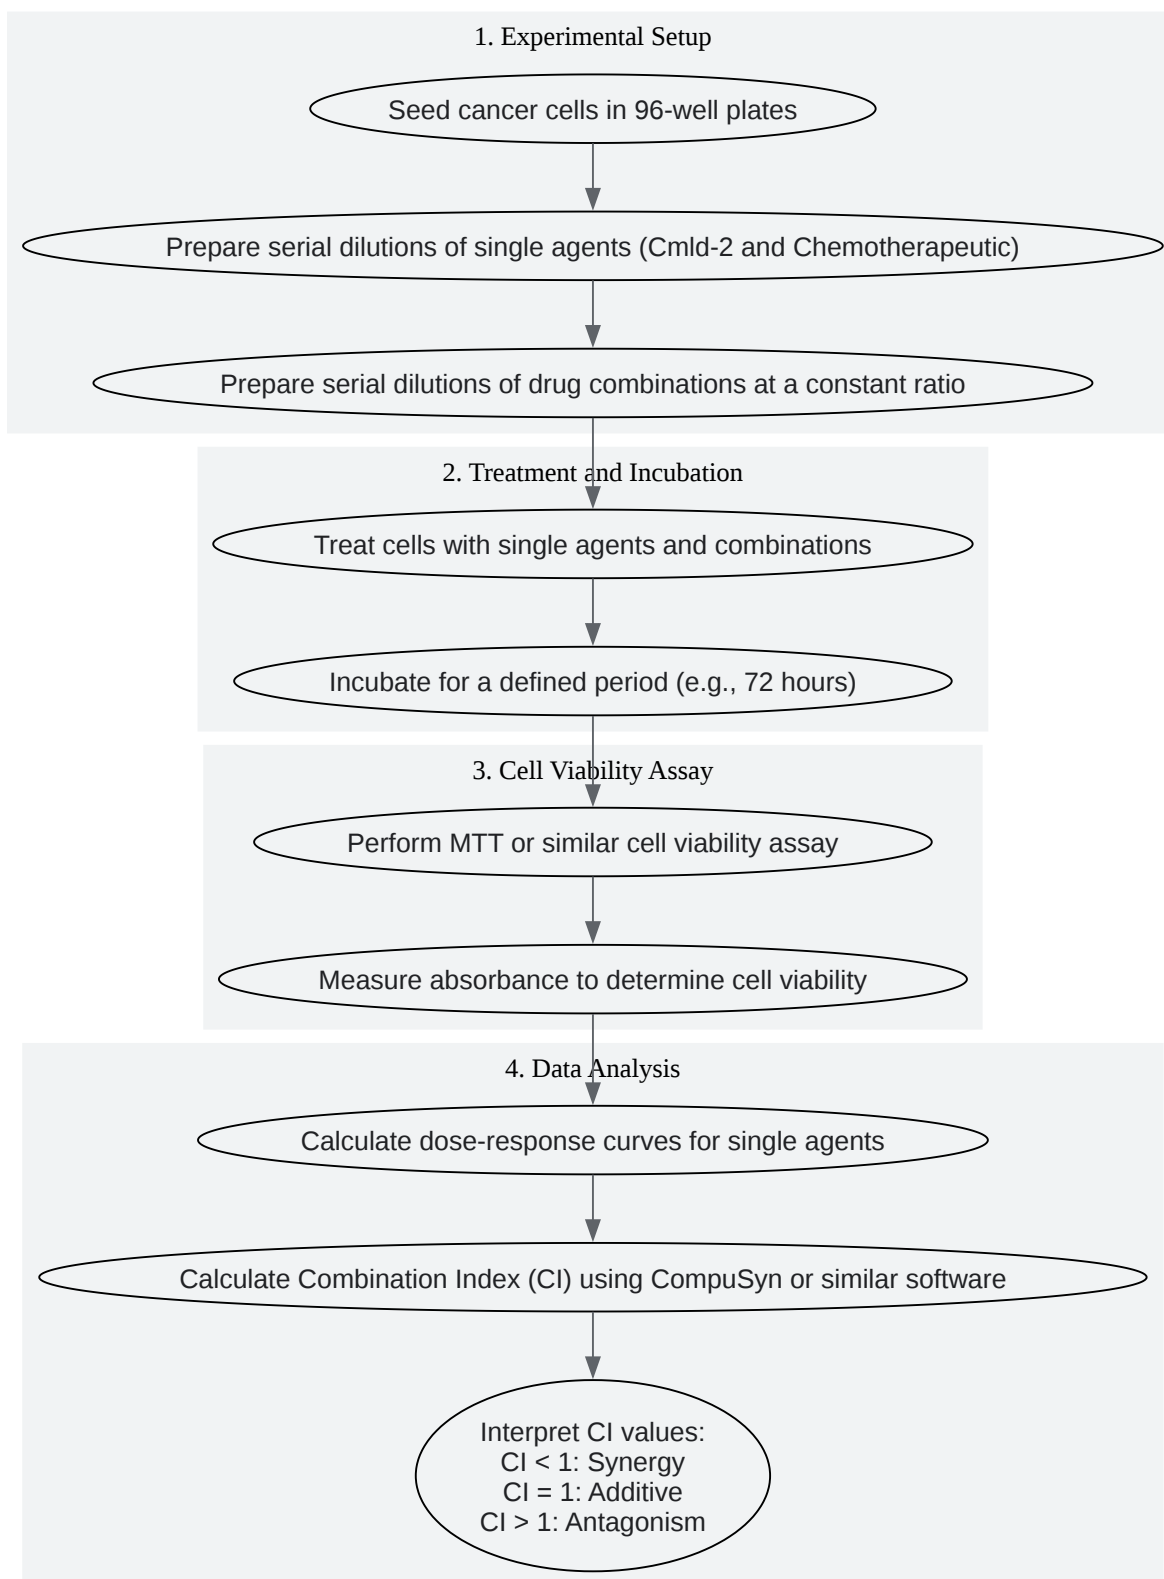 1. Experimental Setup
Seed cancer cells in 96-well plates
Prepare serial dilutions of single agents (Cmld-2 and Chemotherapeutic)
Prepare serial dilutions of drug combinations at a constant ratio
2. Treatment and Incubation
Treat cells with single agents and combinations
Incubate for a defined period (e.g., 72 hours)
3. Cell Viability Assay
Perform MTT or similar cell viability assay
Measure absorbance to determine cell viability
4. Data Analysis
Calculate dose-response curves for single agents
Calculate Combination Index (CI) using CompuSyn or similar software
Interpret CI values:
CI < 1: Synergy
CI = 1: Additive
CI > 1: Antagonism